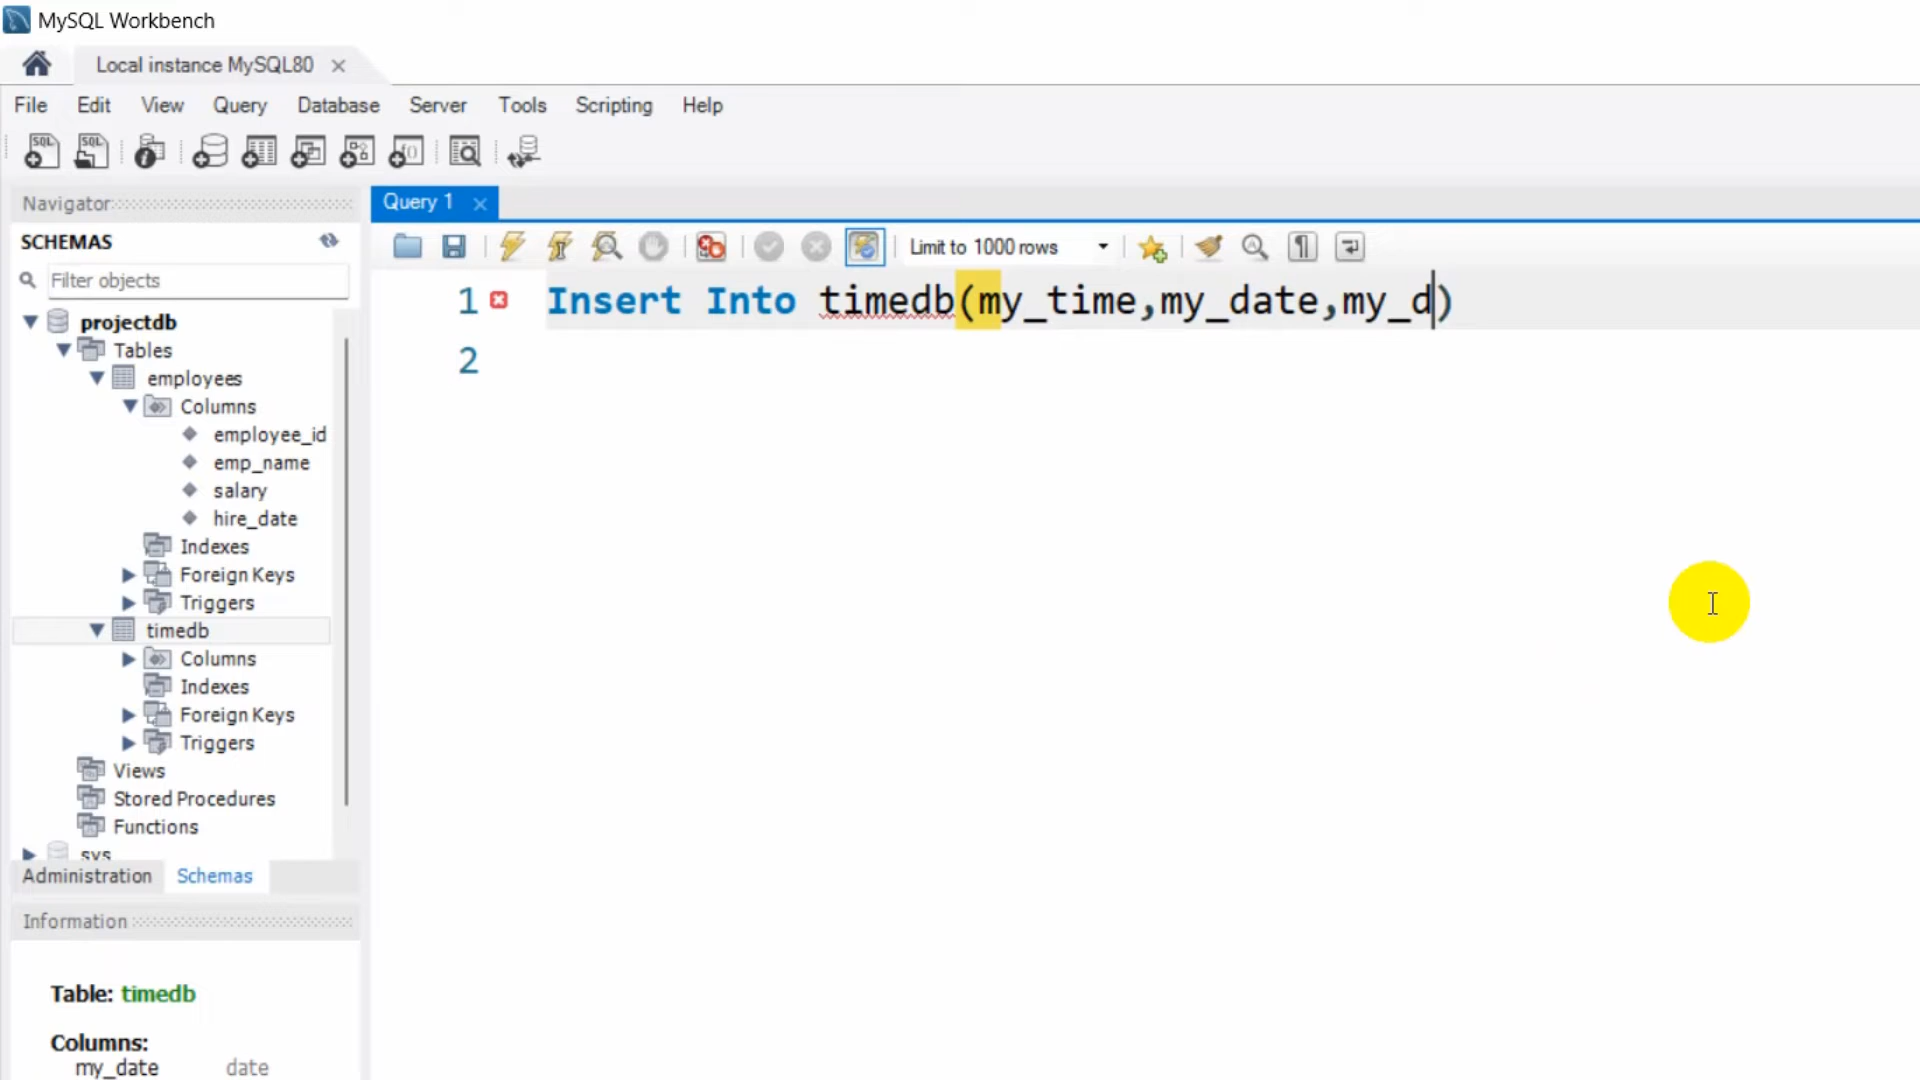 MySQL Workbench
Local instance MySQL80
File Edit View Query Database Server Tools Scripting Help
SQL SQL
Navigator
Query 1
SCHEMAS
Limit to 1000 rows
Filter objects
1 Insert Into timedb(my_time,my_date,my_d)
2
projectdb
Tables
employees
Columns
employee_id
emp_name
salary
hire_date
Indexes
Foreign Keys
Triggers
timedb
Columns
Indexes
Foreign Keys
Triggers
Views
Stored Procedures
Functions
sys
Administration Schemas
Information
Table: timedb
Columns:
my_date date